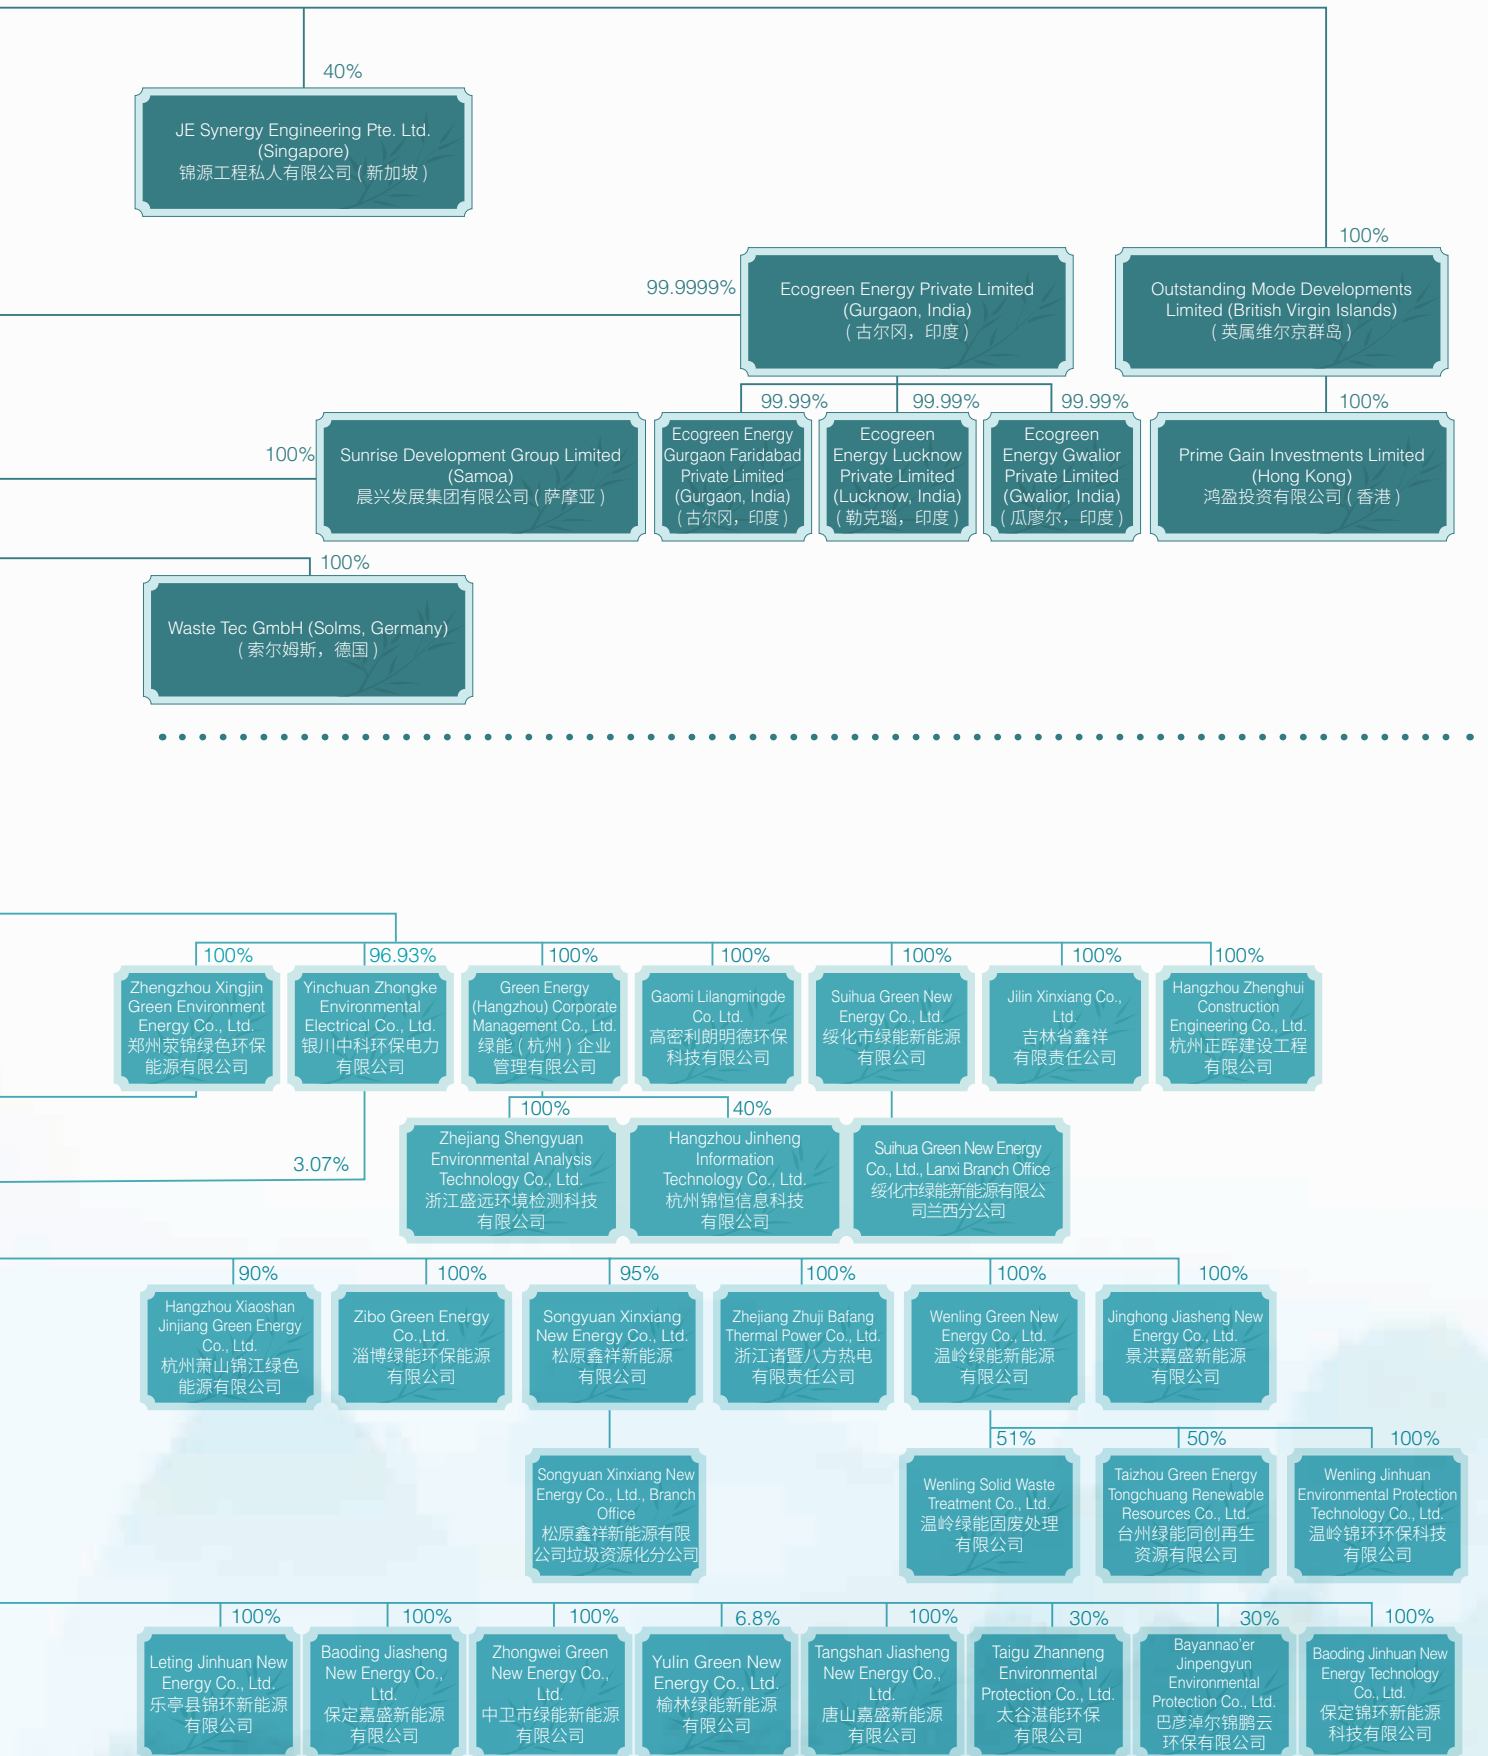 40%
JE Synergy Engineering Pte. Ltd.
(Singapore)
锦源工程私人有限公司 ( 新加坡 )
100%
99.9999%
Ecogreen Energy Private Limited
(Gurgaon, India)
( 古尔冈，印度 )
Outstanding Mode Developments
Limited (British Virgin Islands)
( 英属维尔京群岛 )
99.99%
99.99%
99.99%
100%
100%
Sunrise Development Group Limited
(Samoa)
晨兴发展集团有限公司 ( 萨摩亚 )
Ecogreen Energy
Gurgaon Faridabad
Private Limited
(Gurgaon, India)
( 古尔冈，印度 )
Ecogreen
Energy Lucknow
Private Limited
(Lucknow, India)
( 勒克瑙，印度 )
Ecogreen
Energy Gwalior
Private Limited
(Gwalior, India)
( 瓜廖尔，印度 )
Prime Gain Investments Limited
(Hong Kong)
鸿盈投资有限公司 ( 香港 )
100%
Waste Tec GmbH (Solms, Germany)
( 索尔姆斯，德国 )
100%
96.93%
100%
100%
100%
100%
100%
Zhengzhou Xingjin
Green Environment
Energy Co., Ltd.
郑州荥锦绿色环保
能源有限公司
Yinchuan Zhongke
Environmental
Electrical Co., Ltd.
银川中科环保电力
有限公司
Green Energy
(Hangzhou) Corporate
Management Co., Ltd.
绿能 ( 杭州 ) 企业
管理有限公司
Gaomi Lilangmingde
Co. Ltd.
高密利朗明德环保
科技有限公司
Suihua Green New
Energy Co., Ltd.
绥化市绿能新能源
有限公司
Jilin Xinxiang Co.,
Ltd.
吉林省鑫祥
有限责任公司
Hangzhou Zhenghui
Construction
Engineering Co., Ltd.
杭州正晖建设工程
有限公司
100%
40%
3.07%
Zhejiang Shengyuan
Environmental Analysis
Technology Co., Ltd.
浙江盛远环境检测科技
有限公司
Hangzhou Jinheng
Information
Technology Co., Ltd.
杭州锦恒信息科技
有限公司
Suihua Green New Energy
Co., Ltd., Lanxi Branch Office
绥化市绿能新能源有限公
司兰西分公司
90%
100%
95%
100%
100%
100%
Hangzhou Xiaoshan
Jinjiang Green Energy
Co., Ltd.
杭州萧山锦江绿色
能源有限公司
Zibo Green Energy
Co.,Ltd.
淄博绿能环保能源
有限公司
Songyuan Xinxiang
New Energy Co., Ltd.
松原鑫祥新能源
有限公司
Zhejiang Zhuji Bafang
Thermal Power Co., Ltd.
浙江诸暨八方热电
有限责任公司
Wenling Green New
Energy Co., Ltd.
温岭绿能新能源
有限公司
Jinghong Jiasheng New
Energy Co., Ltd.
景洪嘉盛新能源
有限公司
51%
50%
100%
Songyuan Xinxiang New
Energy Co., Ltd., Branch
Office
松原鑫祥新能源有限
公司垃圾资源化分公司
Wenling Solid Waste
Treatment Co., Ltd.
温岭绿能固废处理
有限公司
Taizhou Green Energy
Tongchuang Renewable
Resources Co., Ltd.
台州绿能同创再生
资源有限公司
Wenling Jinhuan
Environmental Protection
Technology Co., Ltd.
温岭锦环环保科技
有限公司
100%
100%
100%
6.8%
100%
30%
30%
100%
Leting Jinhuan New
Energy Co., Ltd.
乐亭县锦环新能源
有限公司
Baoding Jiasheng
New Energy Co.,
Ltd.
保定嘉盛新能源
有限公司
Zhongwei Green
New Energy Co.,
Ltd.
中卫市绿能新能源
有限公司
Yulin Green New
Energy Co., Ltd.
榆林绿能新能源
有限公司
Tangshan Jiasheng
New Energy Co.,
Ltd.
唐山嘉盛新能源
有限公司
Taigu Zhanneng
Environmental
Protection Co., Ltd.
太谷湛能环保
有限公司
Bayannao'er
Jinpengyun
Environmental
Protection Co., Ltd.
巴彦淖尔锦鹏云
环保有限公司
Baoding Jinhuan New
Energy Technology
Co., Ltd.
保定锦环新能源
科技有限公司